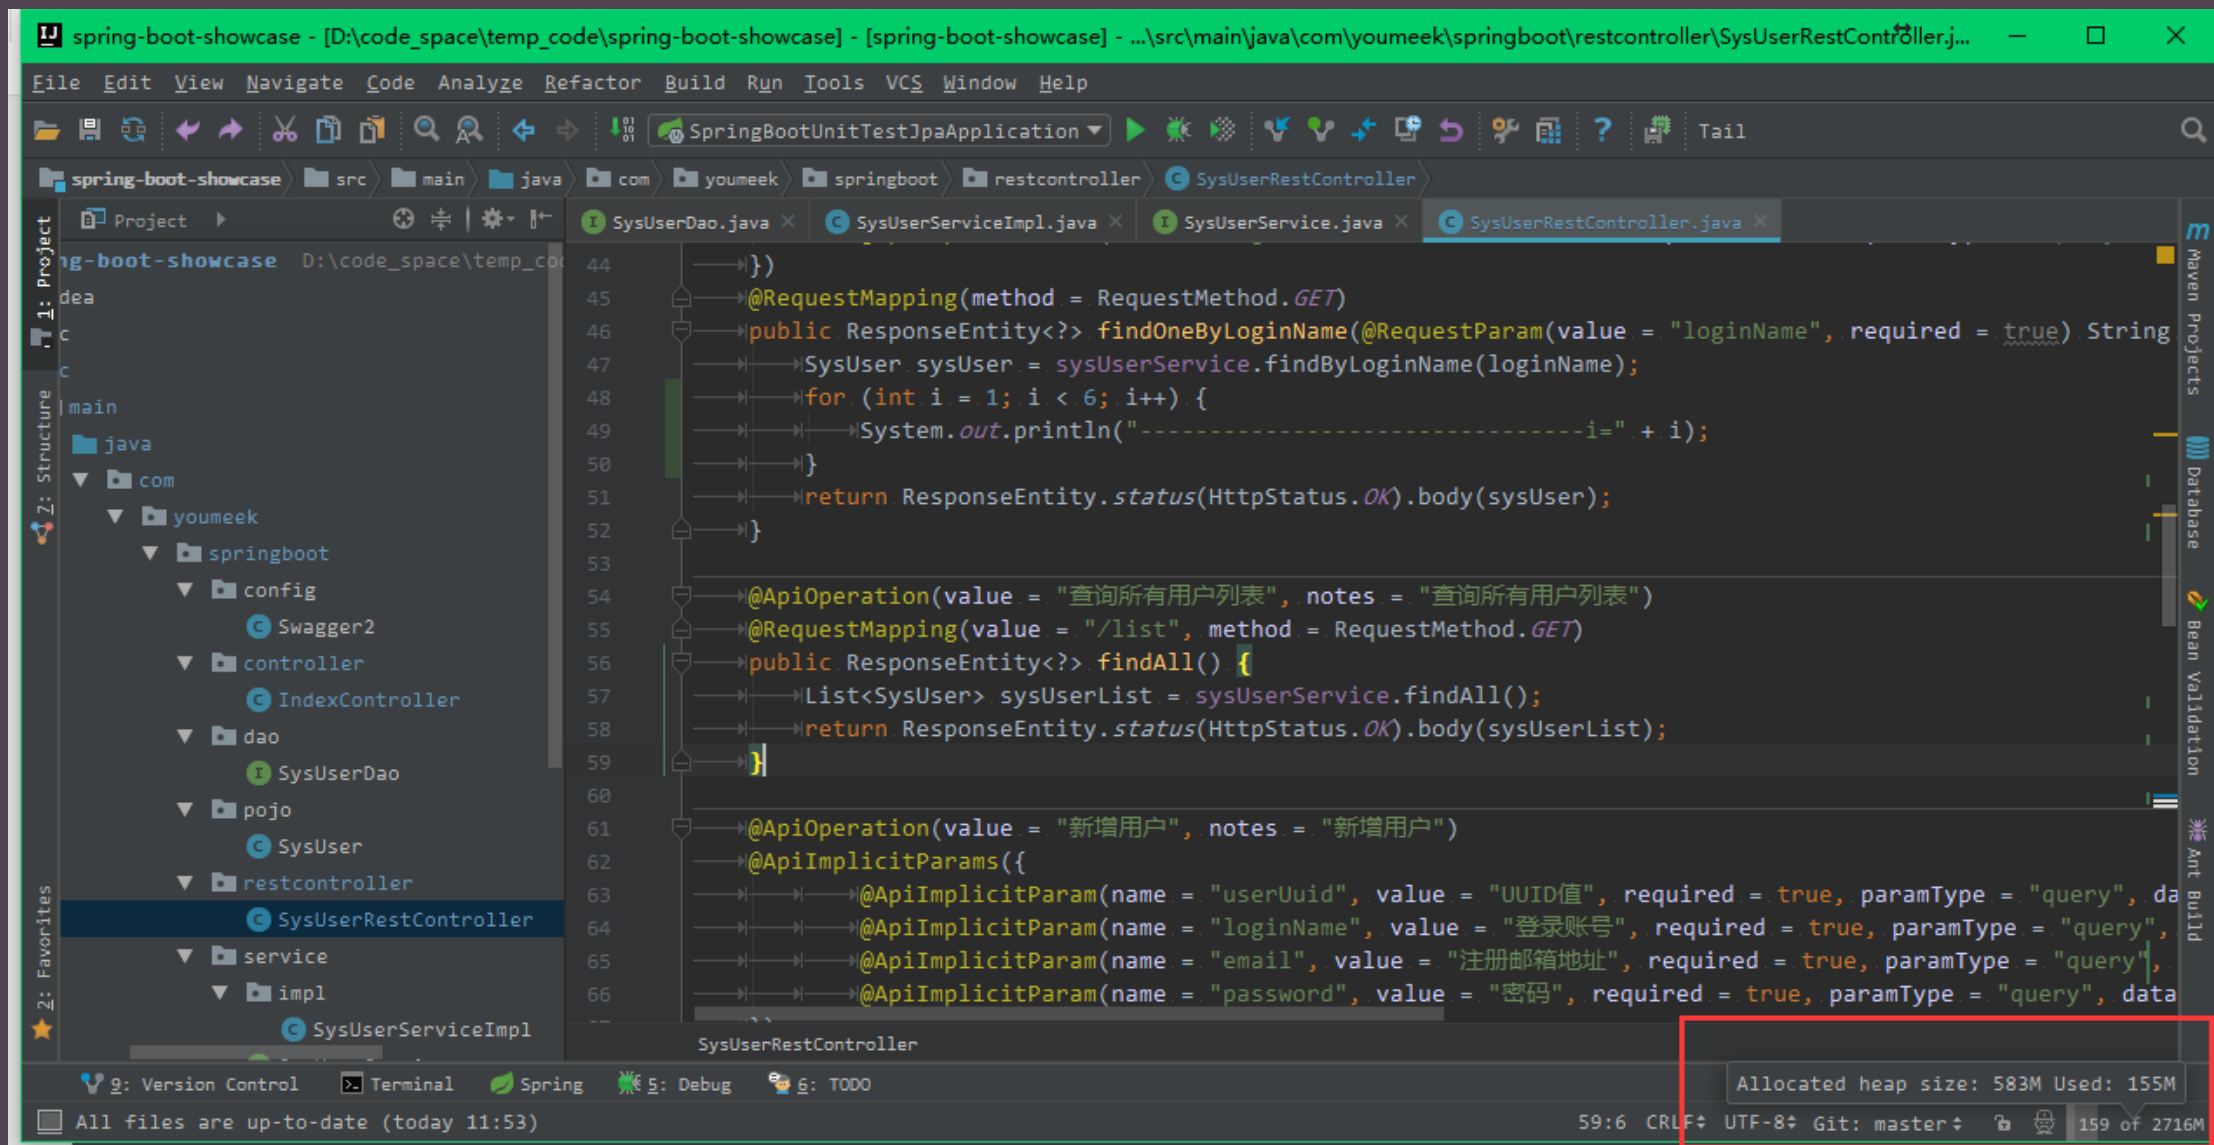 spring-boot-showcase - [D:\code_space\temp_code\spring-boot-showcase] - [spring-boot-showcase] - ...\src\main\java\com\youmeek\springboot\restcontroller\SysUserRestController.j...
File Edit View Navigate Code Analyze Refactor Build Run Tools VCS Window Help
SpringBootUnitTestJpaApplication Tail
spring-boot-showcase src main java com youmeek springboot restcontroller SysUserRestController
Project
SysUserDao.java SysUserServiceImpl.java SysUserService.java SysUserRestController.java
1: Project
7: Structure
2: Favorites
ng-boot-showcase D:\code_space\temp_cod
dea
c
c
main
java
com
youmeek
springboot
config
Swagger2
controller
IndexController
dao
SysUserDao
pojo
SysUser
restcontroller
SysUserRestController
service
impl
SysUserServiceImpl
44 })
45 @RequestMapping(method = RequestMethod.GET)
46 public ResponseEntity<?> findOneByLoginName(@RequestParam(value = "loginName", required = true) String
47 SysUser sysUser = sysUserService.findByLoginName(loginName);
48 for (int i = 1; i < 6; i++) {
49 System.out.println("--------------------------------i=" + i);
50 }
51 return ResponseEntity.status(HttpStatus.OK).body(sysUser);
52 }
53
54 @ApiOperation(value = "查询所有用户列表", notes = "查询所有用户列表")
55 @RequestMapping(value = "/list", method = RequestMethod.GET)
56 public ResponseEntity<?> findAll() {
57 List<SysUser> sysUserList = sysUserService.findAll();
58 return ResponseEntity.status(HttpStatus.OK).body(sysUserList);
59 }
60
61 @ApiOperation(value = "新增用户", notes = "新增用户")
62 @ApiImplicitParams({
63 @ApiImplicitParam(name = "userUuid", value = "UUID值", required = true, paramType = "query", da
64 @ApiImplicitParam(name = "loginName", value = "登录账号", required = true, paramType = "query",
65 @ApiImplicitParam(name = "email", value = "注册邮箱地址", required = true, paramType = "query",
66 @ApiImplicitParam(name = "password", value = "密码", required = true, paramType = "query", data
SysUserRestController
m Maven Projects
Database
Bean Validation
Ant Build
9: Version Control Terminal Spring 5: Debug 6: TODO
Allocated heap size: 583M Used: 155M
All files are up-to-date (today 11:53)
59:6 CRLF UTF-8 Git: master 159 of 2716M